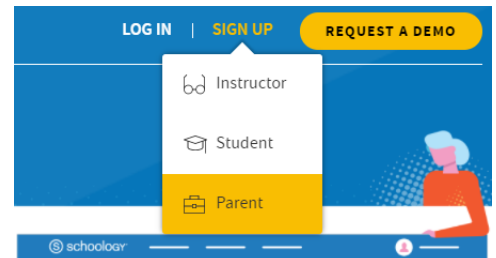 LOG IN | SIGN UP REQUEST A DEMO
Instructor
Student
Parent
schoology